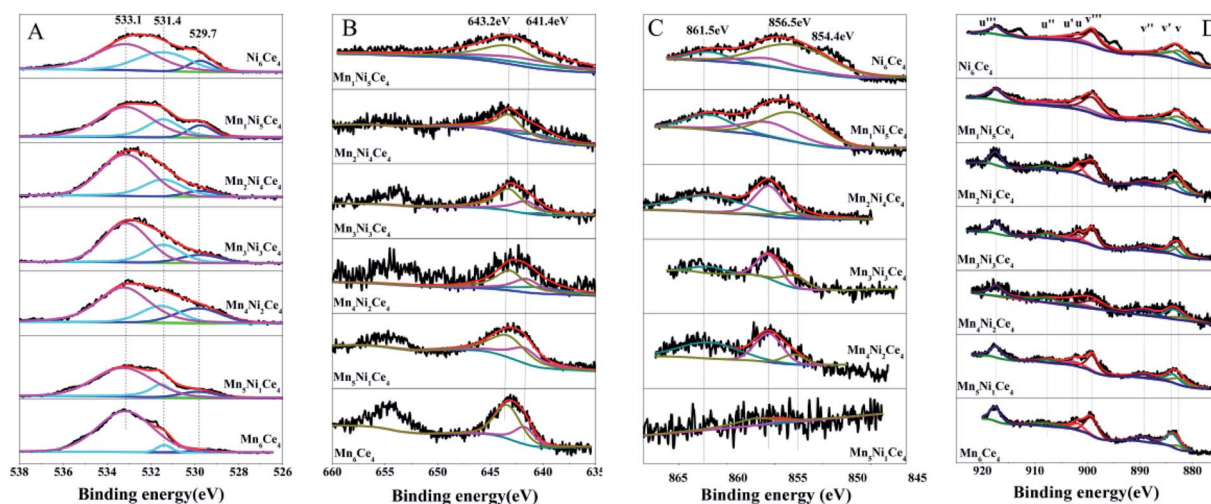 A
533.1
531.4
529.7
Ni₆Ce₄
Mn₁Ni₅Ce₄
Mn₂Ni₄Ce₄
Mn₃Ni₃Ce₄
Mn₄Ni₂Ce₄
Mn₅Ni₁Ce₄
Mn₆Ce₄
538 536 534 532 530 528 526
Binding energy(eV)
B
643.2eV
641.4eV
Mn₁Ni₅Ce₄
Mn₂Ni₄Ce₄
Mn₃Ni₃Ce₄
Mn₄Ni₂Ce₄
Mn₅Ni₁Ce₄
Mn₆Ce₄
660 650 640 635
Binding energy(eV)
C
861.5eV
856.5eV
854.4eV
Ni₆Ce₄
Mn₁Ni₅Ce₄
Mn₂Ni₄Ce₄
Mn₃Ni₃Ce₄
Mn₄Ni₂Ce₄
Mn₅Ni₁Ce₄
865 860 855 850 845
Binding energy(eV)
D
u''' u'' u' u v''' v'' v' v
Ni₆Ce₄
Mn₁Ni₅Ce₄
Mn₂Ni₄Ce₄
Mn₃Ni₃Ce₄
Mn₄Ni₂Ce₄
Mn₅Ni₁Ce₄
Mn₆Ce₄
920 910 900 890 880
Binding energy(eV)